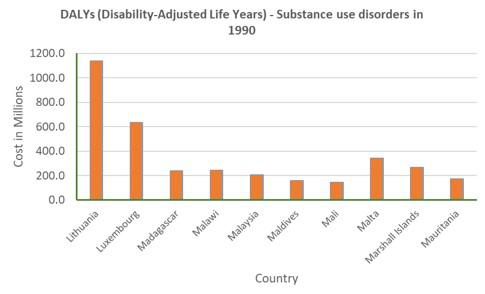 DALYs (Disability-Adjusted Life Years) - Substance use disorders in
1990
Cost in Millions
1200.0
1000.0
800.0
600.0
400.0
200.0
0.0
Lithuania
Luxembourg
Madagascar
Malawi
Malaysia
Maldives
Mali
Malta
Marshall Islands
Mauritania
Country